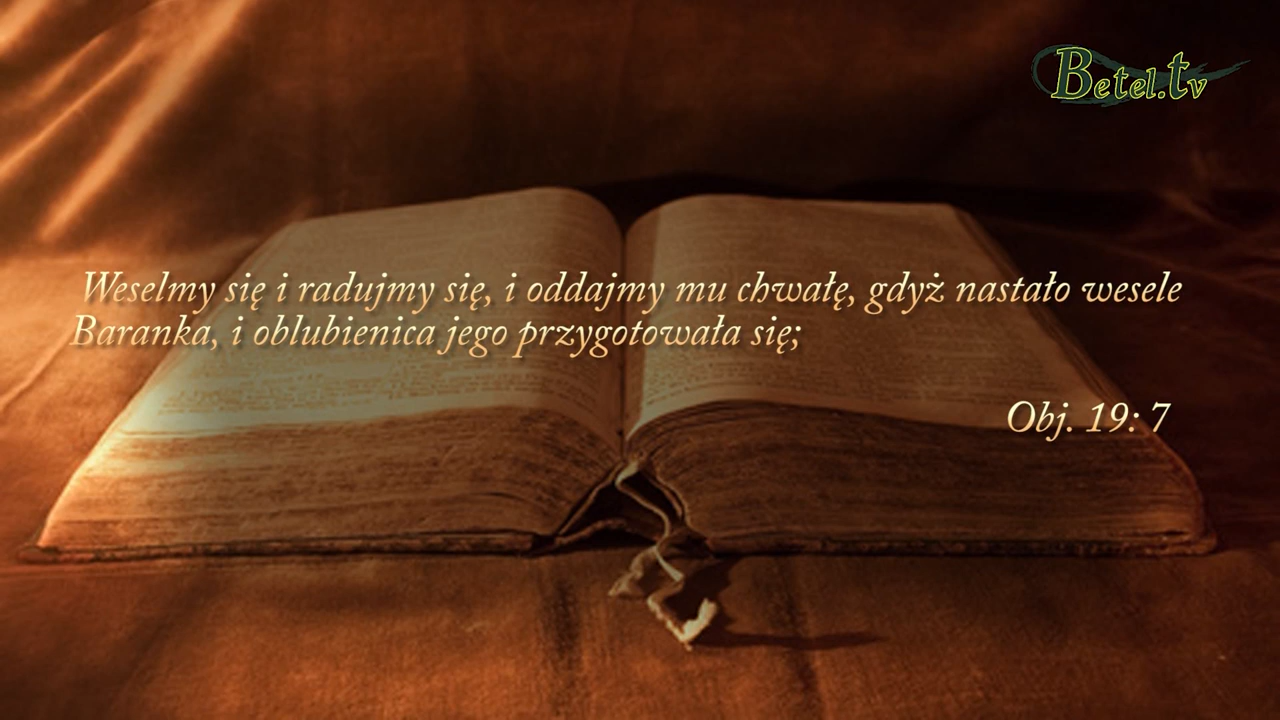 Betel.tv
Weselmy się i radujmy się, i oddajmy mu chwałę, gdyż nastało wesele
Baranka, i oblubienica jego przygotowała się;
Obj. 19: 7